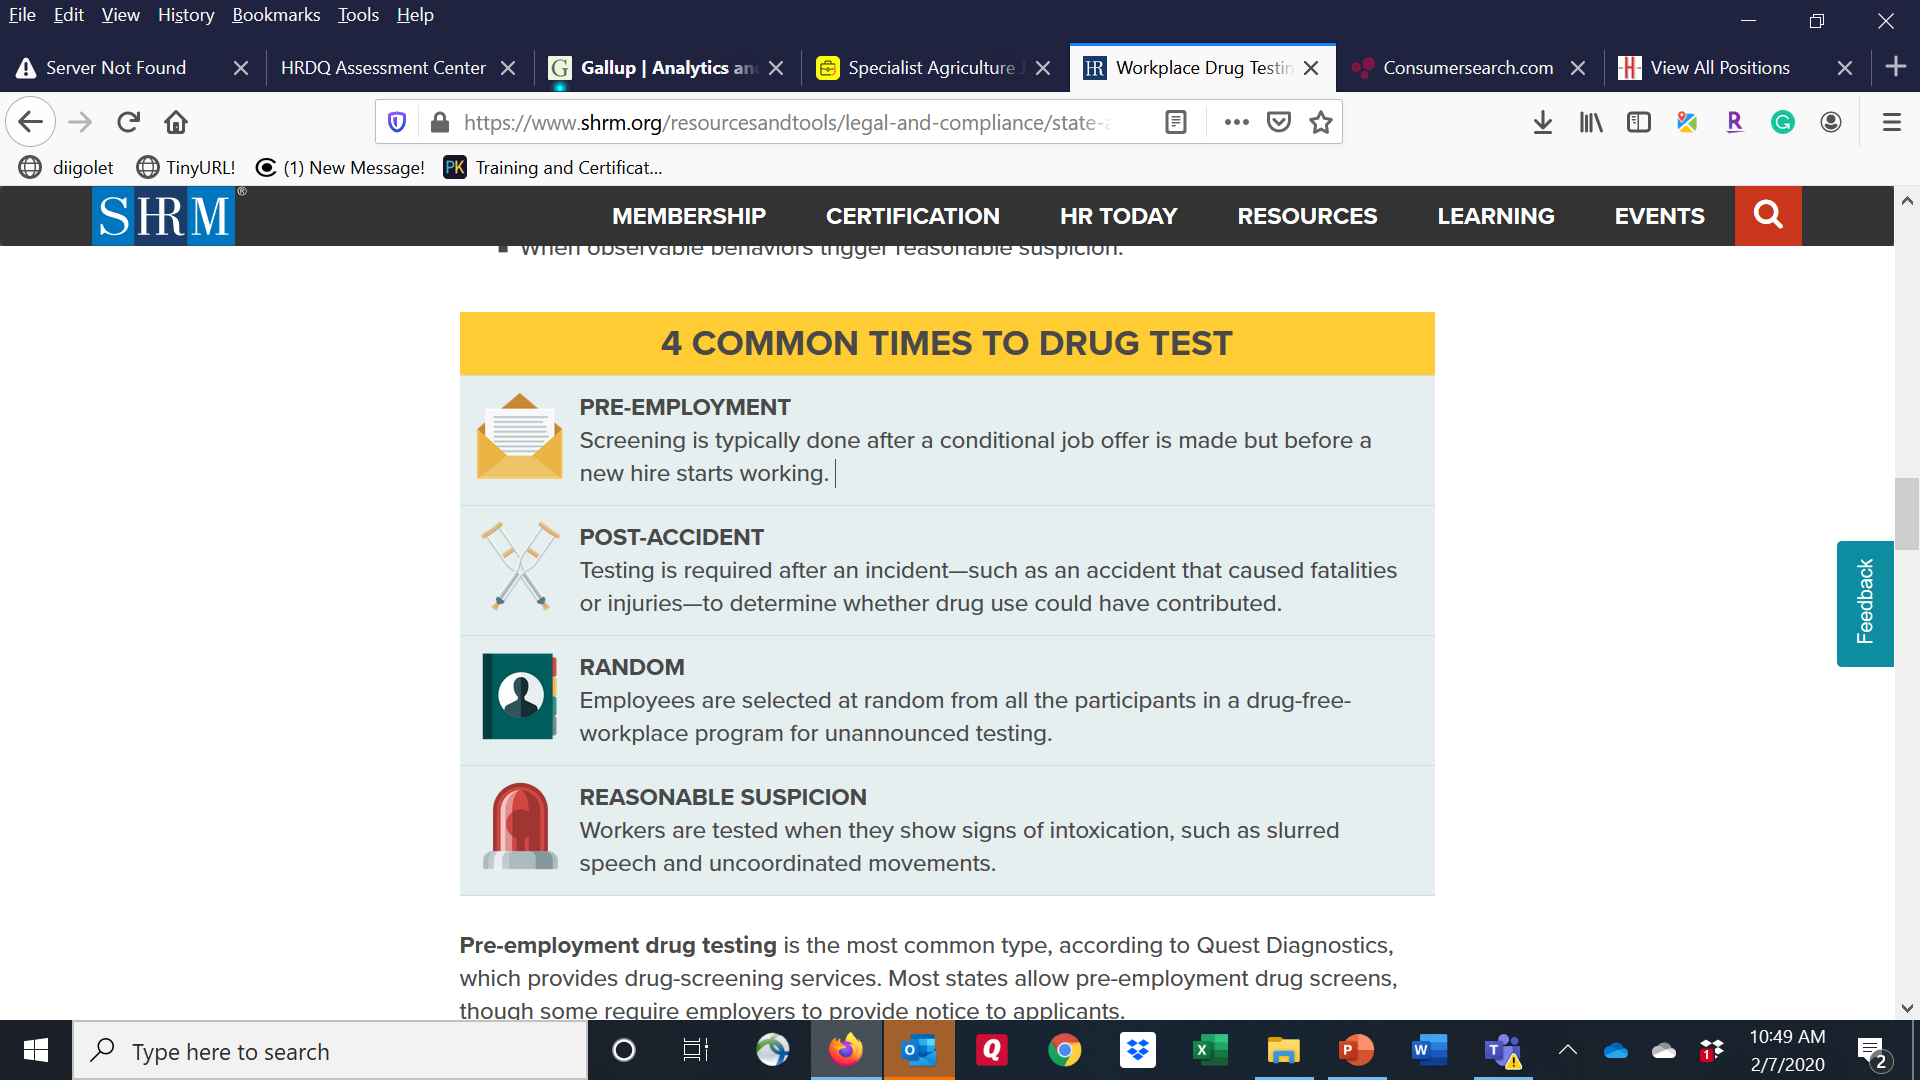 File Edit View History Bookmarks Tools Help
Server Not Found
HRDQ Assessment Center
Gallup | Analytics an
Specialist Agriculture J
Workplace Drug Testin
Consumersearch.com
View All Positions
https://www.shrm.org/resourcesandtools/legal-and-compliance/state-a
diigolet
TinyURL!
(1) New Message!
PK Training and Certificat...
SHRM®
MEMBERSHIP CERTIFICATION HR TODAY RESOURCES LEARNING EVENTS
When observable behaviors trigger reasonable suspicion.
4 COMMON TIMES TO DRUG TEST
PRE-EMPLOYMENT
Screening is typically done after a conditional job offer is made but before a
new hire starts working.
POST-ACCIDENT
Testing is required after an incident—such as an accident that caused fatalities
or injuries—to determine whether drug use could have contributed.
RANDOM
Employees are selected at random from all the participants in a drug-free-
workplace program for unannounced testing.
REASONABLE SUSPICION
Workers are tested when they show signs of intoxication, such as slurred
speech and uncoordinated movements.
Feedback
Pre-employment drug testing is the most common type, according to Quest Diagnostics,
which provides drug-screening services. Most states allow pre-employment drug screens,
though some require employers to provide notice to applicants.
Type here to search
10:49 AM
2/7/2020
2